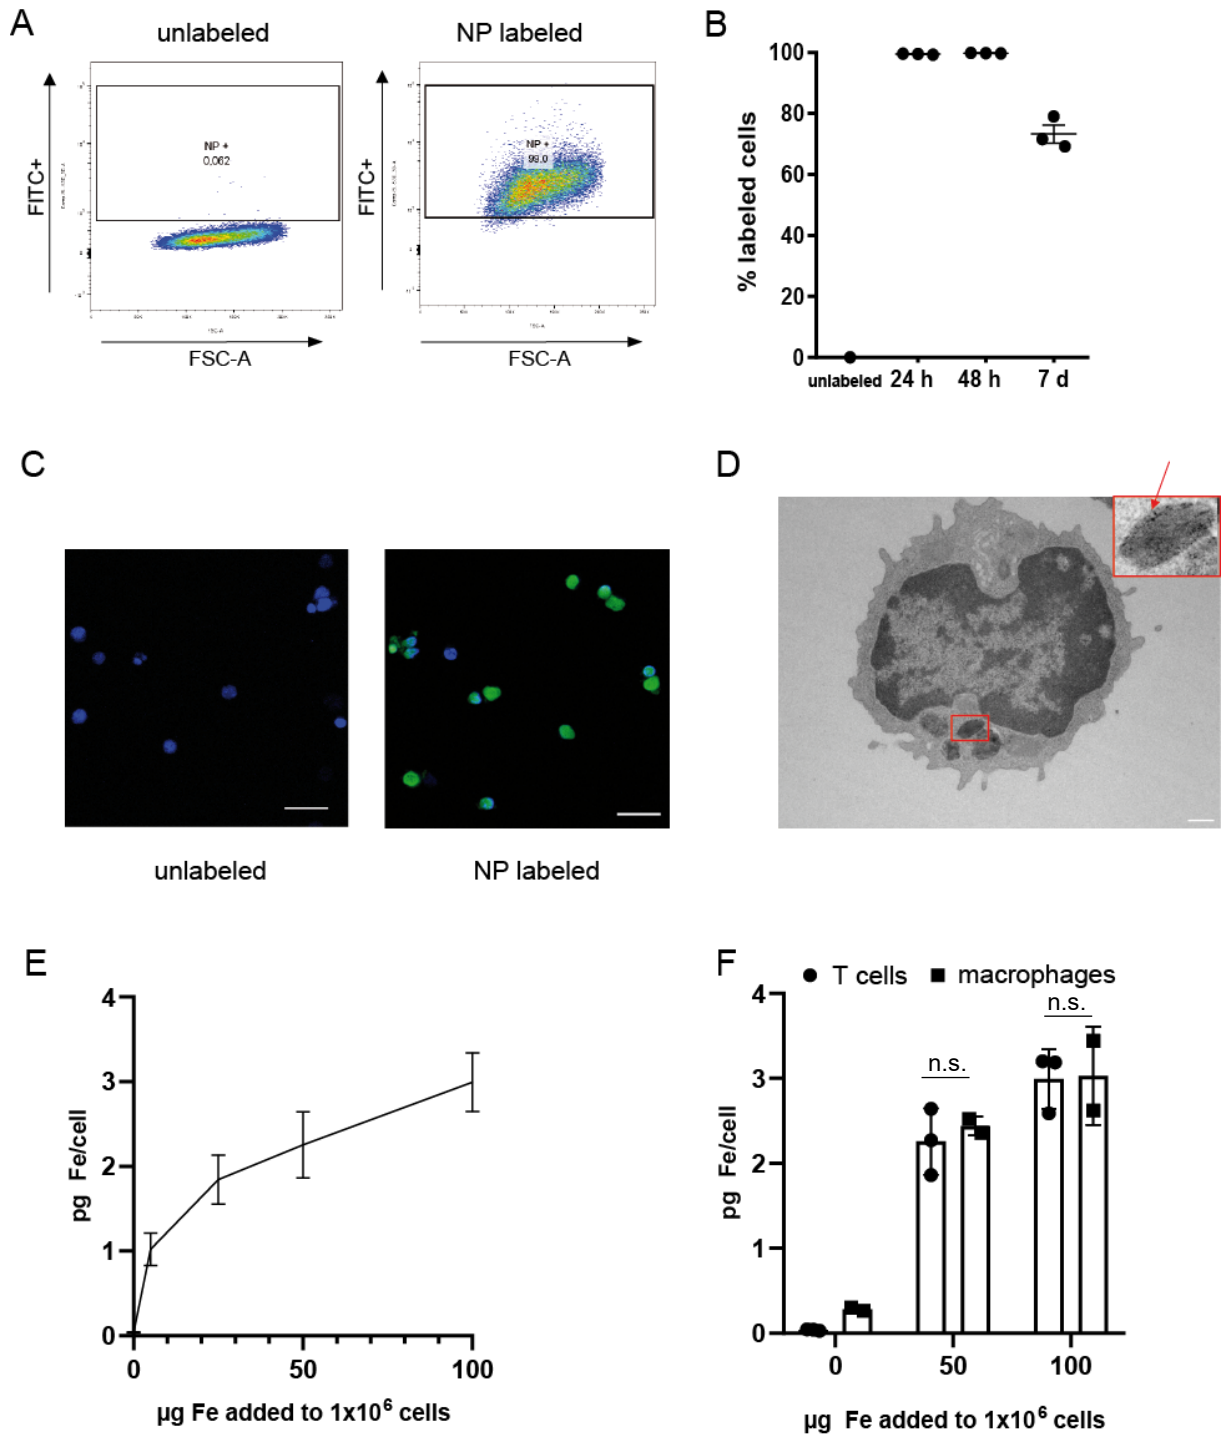 A
unlabeled
NP labeled
FITC+
NP +
0,062
FSC-A
FSC-A
FITC+
NP +
99,0
FSC-A
FSC-A
B
% labeled cells
100
80
60
40
20
0
unlabeled 24 h 48 h 7 d
C
unlabeled
NP labeled
D
E
pg Fe/cell
4
3
2
1
0
0 50 100
µg Fe added to 1x10⁶ cells
F
T cells macrophages
n.s.
n.s.
pg Fe/cell
4
3
2
1
0
0 50 100
µg Fe added to 1x10⁶ cells